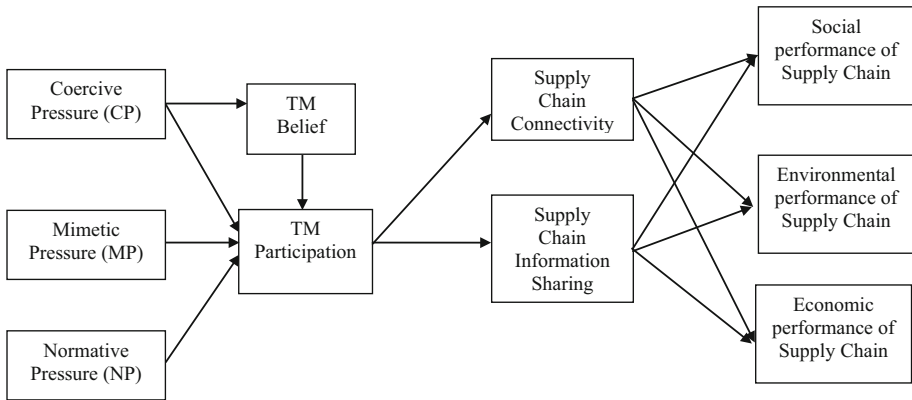 Coercive
Pressure (CP)
Mimetic
Pressure (MP)
Normative
Pressure (NP)
TM
Belief
TM
Participation
Supply
Chain
Connectivity
Supply
Chain
Information
Sharing
Social
performance of
Supply Chain
Environmental
performance of
Supply Chain
Economic
performance of
Supply Chain